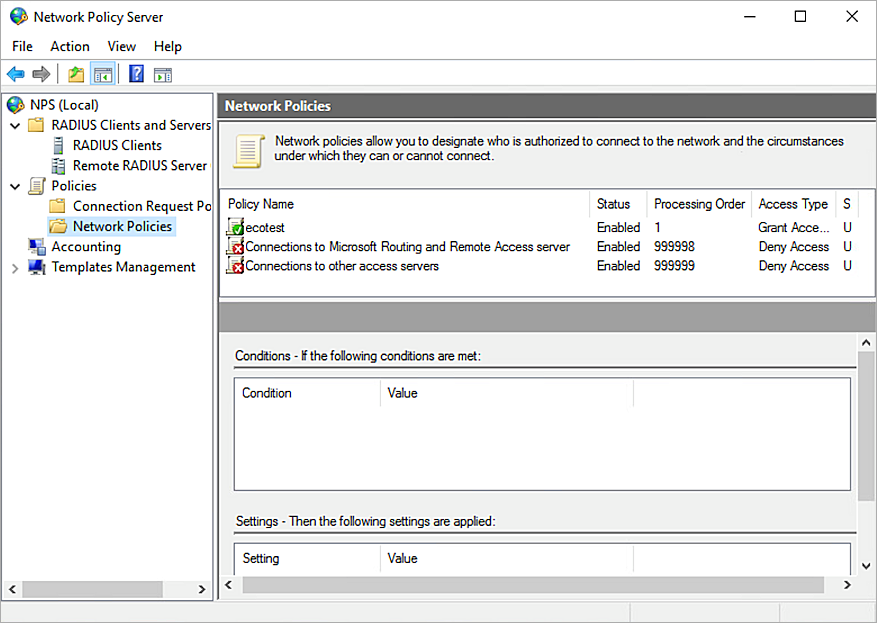 Network Policy Server
File Action View Help
NPS (Local)
RADIUS Clients and Servers
RADIUS Clients
Remote RADIUS Server
Policies
Connection Request Po
Network Policies
Accounting
Templates Management
Network Policies
Network policies allow you to designate who is authorized to connect to the network and the circumstances
under which they can or cannot connect.
Policy Name Status Processing Order Access Type S
ecotest Enabled 1 Grant Acce... U
Connections to Microsoft Routing and Remote Access server Enabled 999998 Deny Access U
Connections to other access servers Enabled 999999 Deny Access U
Conditions - If the following conditions are met:
Condition Value
Settings - Then the following settings are applied:
Setting Value